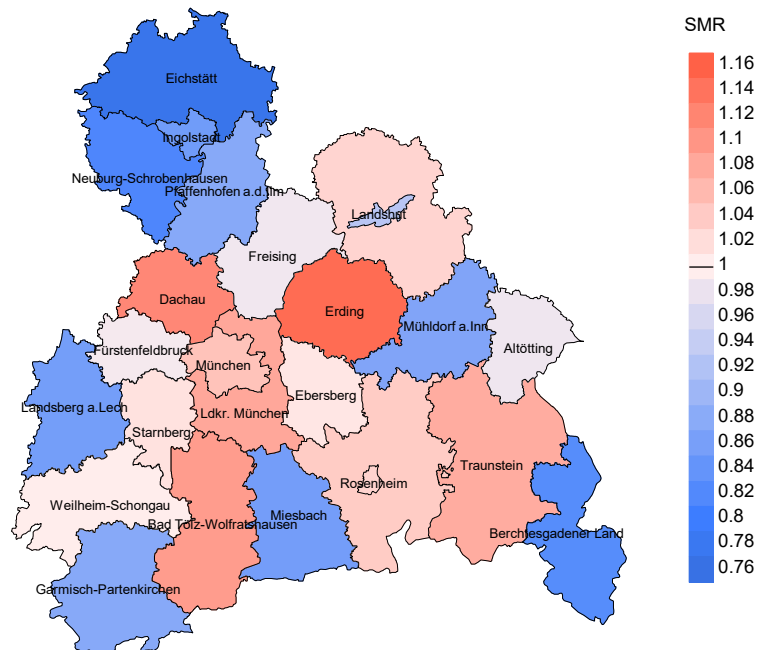 SMR
1.16
1.14
1.12
1.1
1.08
1.06
1.04
1.02
1
0.98
0.96
0.94
0.92
0.9
0.88
0.86
0.84
0.82
0.8
0.78
0.76
Eichstätt
Ingolstadt
Neuburg-Schrobenhausen
Pfaffenhofen a.d.Ilm
Landshut
Freising
Dachau
Erding
Mühldorf a.Inn
Altötting
Fürstenfeldbruck
München
Ebersberg
Landsberg a.Lech
Ldkr. München
Starnberg
Traunstein
Rosenheim
Weilheim-Schongau
Miesbach
Bad Tölz-Wolfratshausen
Berchtesgadener Land
Garmisch-Partenkirchen